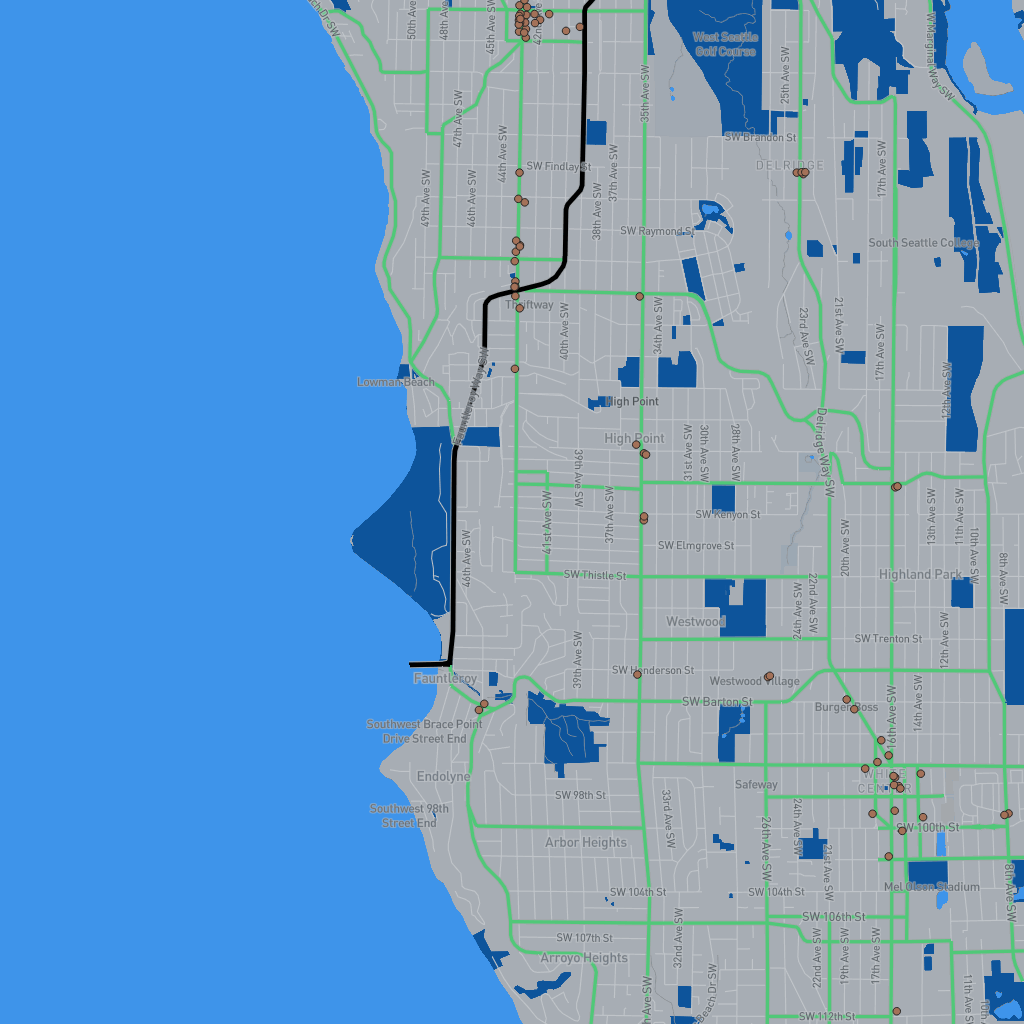 50th Ave SW
48th Ave SW
45th Ave SW
West Seattle
Golf Course
25th Ave SW
W Marginal Way SW
35th Ave SW
47th Ave SW
44th Ave SW
SW Findlay St
37th Ave SW
SW Brandon St
DELRIDGE
17th Ave SW
49th Ave SW
46th Ave SW
38th Ave SW
SW Raymond St
South Seattle College
Thriftway
40th Ave SW
34th Ave SW
23rd Ave SW
21st Ave SW
17th Ave SW
Lowman Beach
Fauntleroy Way SW
High Point
12th Ave SW
High Point
31st Ave SW
30th Ave SW
28th Ave SW
Delridge Way SW
39th Ave SW
41st Ave SW
37th Ave SW
SW Kenyon St
13th Ave SW
11th Ave SW
10th Ave SW
46th Ave SW
SW Elmgrove St
20th Ave SW
8th Ave SW
SW Thistle St
Highland Park
24th Ave SW
22nd Ave SW
Westwood
12th Ave SW
39th Ave SW
SW Trenton St
Fauntleroy
SW Henderson St
Westwood Village
SW Barton St
Burger Boss
16th Ave SW
14th Ave SW
Southwest Brace Point
Drive Street End
Endolyne
Safeway
WHITE
CENTER
SW 98th St
Southwest 98th
Street End
33rd Ave SW
26th Ave SW
24th Ave SW
21st Ave SW
SW 100th St
Arbor Heights
SW 104th St
SW 104th St
Mel Olson Stadium
8th Ave SW
SW 106th St
SW 107th St
32nd Ave SW
22nd Ave SW
19th Ave SW
17th Ave SW
Arroyo Heights
11th Ave SW
SW 112th St